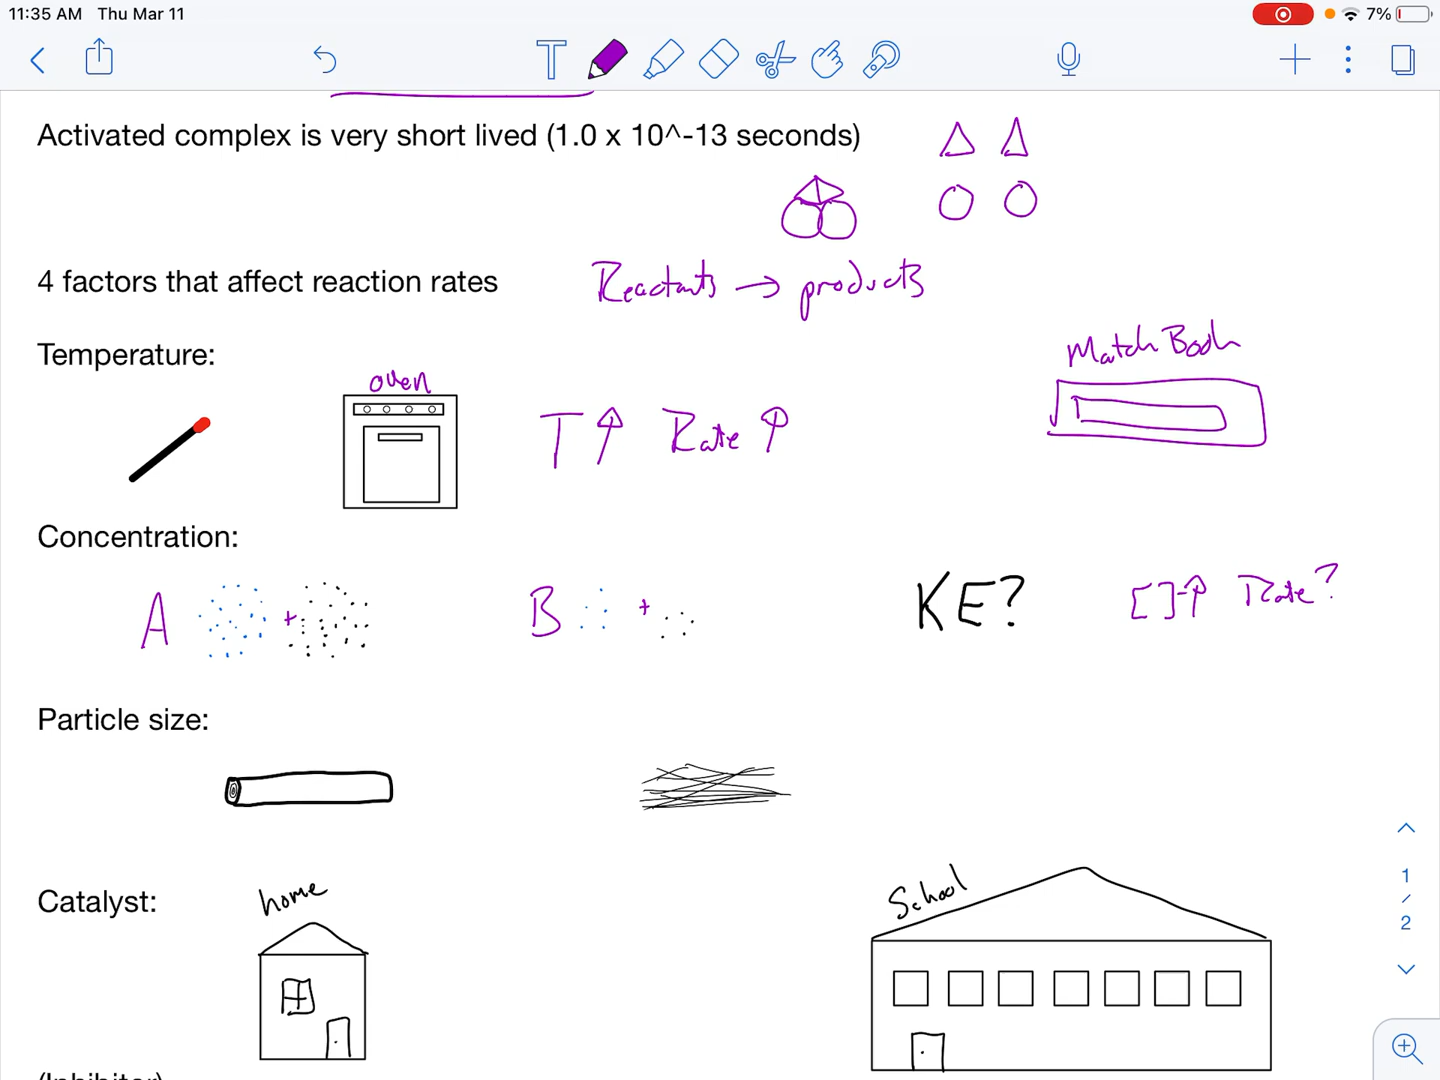 11:35 AM Thu Mar 11
7%
Activated complex is very short lived (1.0 x 10^-13 seconds)
4 factors that affect reaction rates
Reactants → products
Temperature:
oven
T ↑ Rate ↑
Match Book
Concentration:
A + B + KE? []-↑ Rate?
Particle size:
Catalyst:
home
School
1
/
2
(Inhibitor)